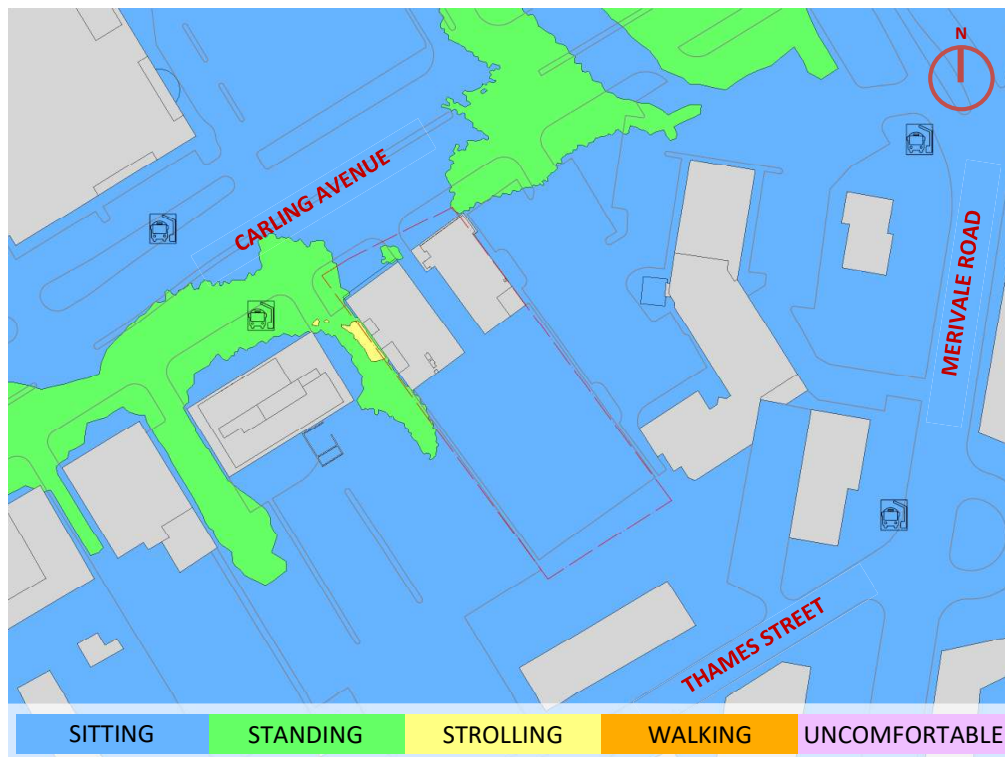 N
CARLING AVENUE
MERIVALE ROAD
THAMES STREET
SITTING STANDING STROLLING WALKING UNCOMFORTABLE